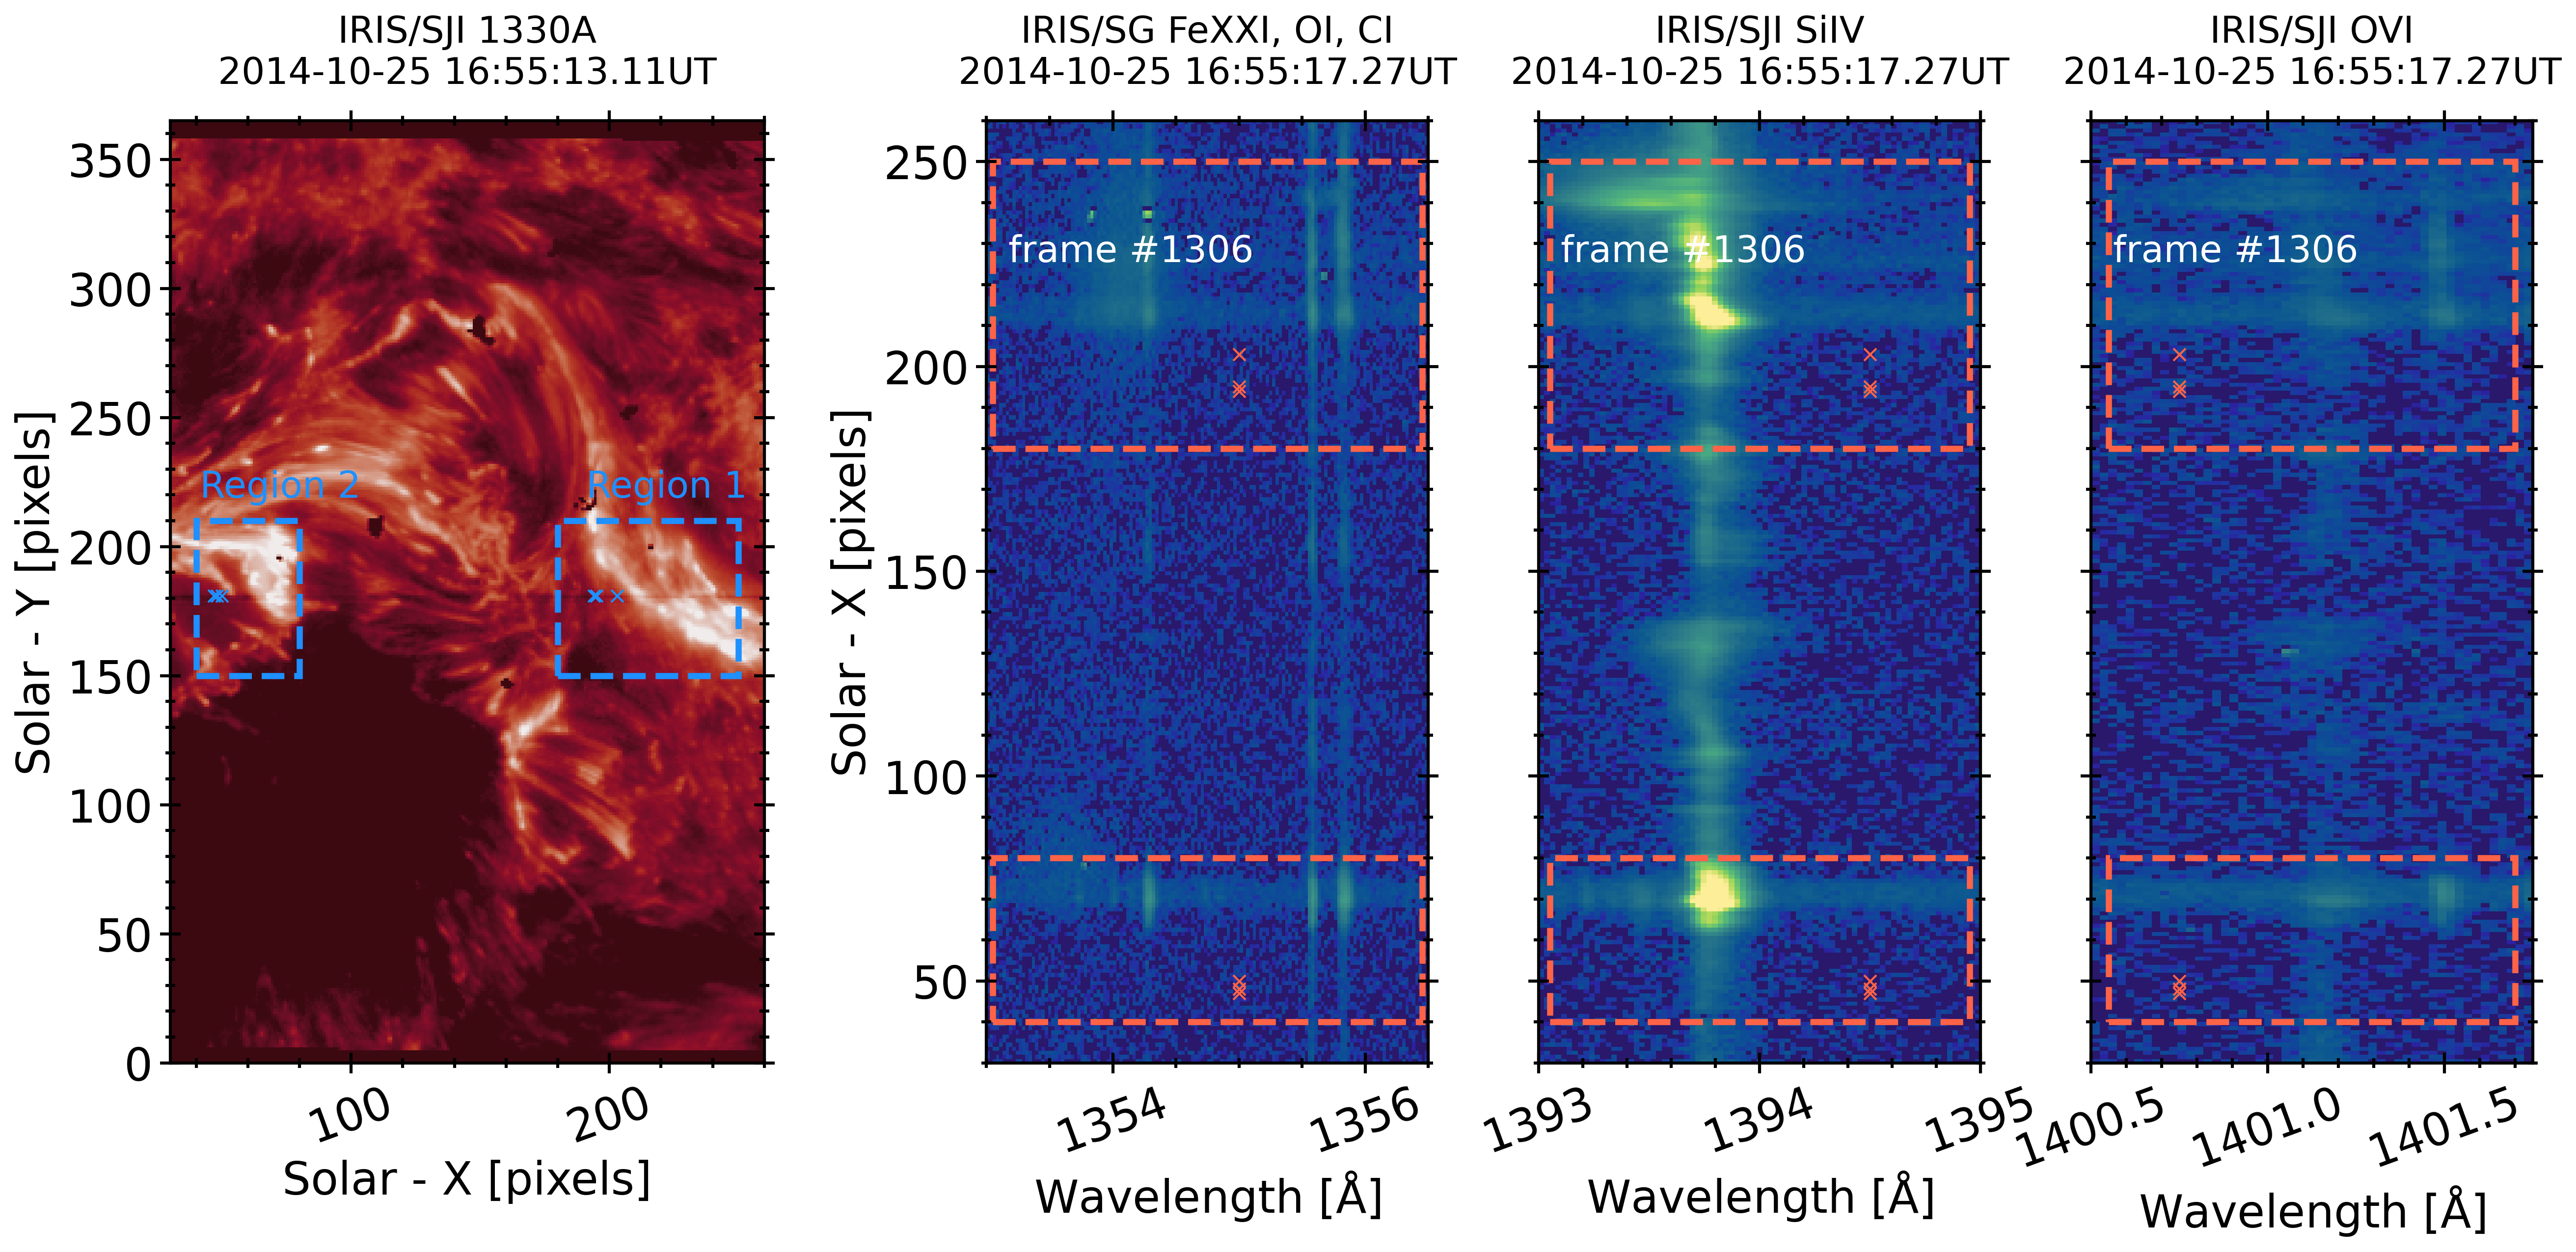 IRIS/SJI 1330A
2014-10-25 16:55:13.11UT
Solar - Y [pixels]
350
300
250
200
150
100
50
0
Region 2
Region 1
100
200
Solar - X [pixels]
IRIS/SG FeXXI, OI, CI
2014-10-25 16:55:17.27UT
Solar - X [pixels]
250
200
150
100
50
frame #1306
1354
1356
Wavelength [Å]
IRIS/SJI SiIV
2014-10-25 16:55:17.27UT
frame #1306
1393
1394
1395
Wavelength [Å]
IRIS/SJI OVI
2014-10-25 16:55:17.27UT
frame #1306
1400.5
1401.0
1401.5
Wavelength [Å]